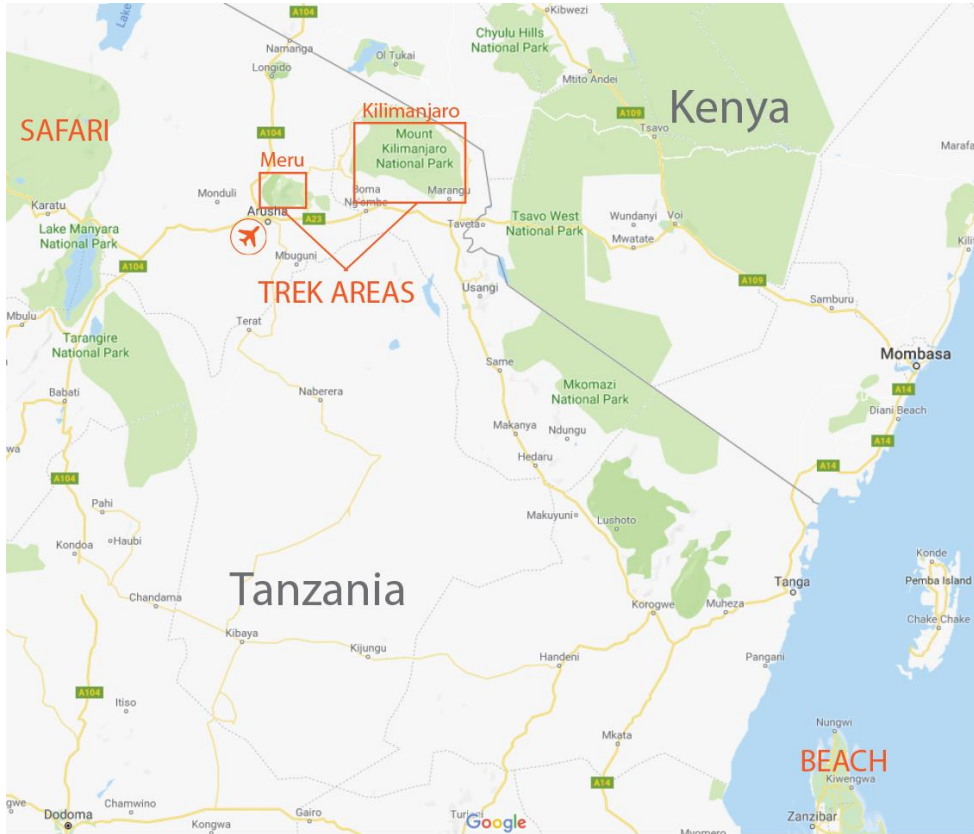 Lake
A104
Kibwezi
Namanga
Chyulu Hills
National Park
Ol Tukai
Longido
Mtito Andei
Kilimanjaro
Kenya
A109
SAFARI
A104
Mount
Kilimanjaro
National Park
Tsavo
Marafa
Meru
Monduli
Boma
Ng'ombe
Marangu
Karatu
Arusha
A23
Taveta
Tsavo West
National Park
Wundanyi
Voi
Mwatate
Lake Manyara
National Park
A104
Mbuguni
Kili
TREK AREAS
Usangi
A109
Samburu
Mbulu
Terat
Tarangire
National Park
Same
Mombasa
Babati
Naberera
Mkomazi
National Park
A14
Diani Beach
Makanya
Ndungu
A14
wa
Hedaru
A14
A104
Pahi
Makuyuni
Lushoto
Haubi
Kondoa
Konde
Tanzania
Tanga
Pemba Island
Chandama
Korogwe
Muheza
Chake Chake
Kibaya
Kijungu
Handeni
Pangani
A104
Itiso
Nungwi
Mkata
BEACH
Kiwengwa
A14
gwe
Chamwino
Dodoma
Gairo
Kongwa
Google
Zanzibar